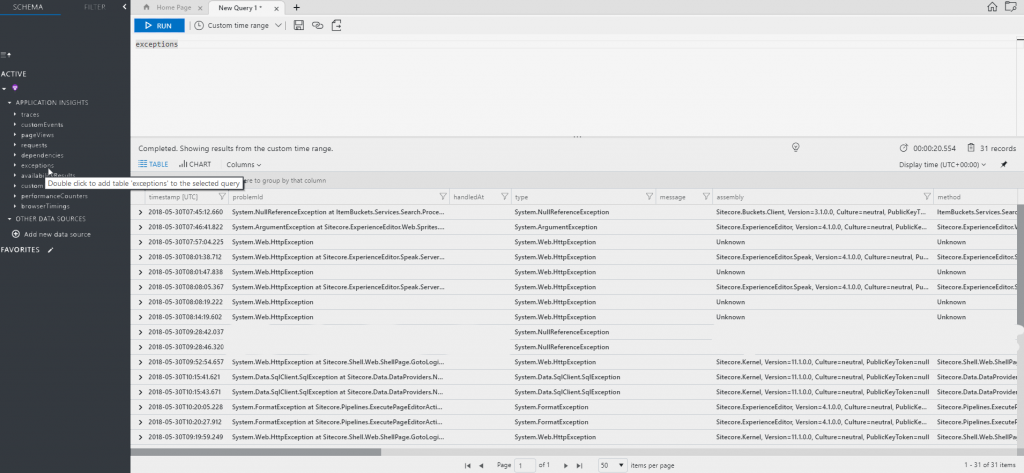 SCHEMA FILTER
Home Page New Query 1 *
RUN Custom time range
exceptions
ACTIVE
APPLICATION INSIGHTS
traces
customEvents
pageViews
requests
dependencies
exceptions
availabilityResults
custom
Double click to add table 'exceptions' to the selected query
performanceCounters
browserTimings
OTHER DATA SOURCES
Add new data source
FAVORITES
Completed. Showing results from the custom time range. 00:00:20.554 31 records
TABLE CHART Columns Display time (UTC+00:00)
re to group by that column
timestamp [UTC] problemId handledAt type message assembly method
2018-05-30T07:45:12.660 System.NullReferenceException at ItemBuckets.Services.Search.Proce... System.NullReferenceException Sitecore.Buckets.Client, Version=3.1.0.0, Culture=neutral, PublicKeyT... ItemBuckets.Services.Sear
2018-05-30T07:46:41.822 System.ArgumentException at Sitecore.ExperienceEditor.Web.Sprites... System.ArgumentException Sitecore.ExperienceEditor, Version=4.1.0.0, Culture=neutral, PublicKe... Sitecore.ExperienceEditor.W
2018-05-30T07:57:04.225 System.Web.HttpException System.Web.HttpException Unknown Unknown
2018-05-30T08:01:38.712 System.Web.HttpException at Sitecore.ExperienceEditor.Speak.Server... System.Web.HttpException Sitecore.ExperienceEditor.Speak, Version=4.1.0.0, Culture=neutral, Pu... Sitecore.ExperienceEditor.S
2018-05-30T08:01:47.838 System.Web.HttpException System.Web.HttpException Unknown Unknown
2018-05-30T08:08:05.367 System.Web.HttpException at Sitecore.ExperienceEditor.Speak.Server... System.Web.HttpException Sitecore.ExperienceEditor.Speak, Version=4.1.0.0, Culture=neutral, Pu... Sitecore.ExperienceEditor.S
2018-05-30T08:08:19.222 System.Web.HttpException System.Web.HttpException Unknown Unknown
2018-05-30T08:14:19.602 System.Web.HttpException System.Web.HttpException Unknown Unknown
2018-05-30T09:28:42.037 System.NullReferenceException
2018-05-30T09:28:46.320 System.NullReferenceException
2018-05-30T09:52:54.657 System.Web.HttpException at Sitecore.Shell.Web.ShellPage.GotoLogi... System.Web.HttpException Sitecore.Kernel, Version=11.1.0.0, Culture=neutral, PublicKeyToken=null Sitecore.Shell.Web.ShellPag
2018-05-30T10:15:41.621 System.Data.SqlClient.SqlException at Sitecore.Data.DataProviders.N... System.Data.SqlClient.SqlException Sitecore.Kernel, Version=11.1.0.0, Culture=neutral, PublicKeyToken=null Sitecore.Data.DataProviders
2018-05-30T10:15:43.671 System.Data.SqlClient.SqlException at Sitecore.Data.DataProviders.N... System.Data.SqlClient.SqlException Sitecore.Kernel, Version=11.1.0.0, Culture=neutral, PublicKeyToken=null Sitecore.Data.DataProviders
2018-05-30T10:20:05.228 System.FormatException at Sitecore.Pipelines.ExecutePageEditorActi... System.FormatException Sitecore.ExperienceEditor, Version=4.1.0.0, Culture=neutral, PublicKe... Sitecore.Pipelines.ExecuteP
2018-05-30T10:20:27.912 System.FormatException at Sitecore.Pipelines.ExecutePageEditorActi... System.FormatException Sitecore.ExperienceEditor, Version=4.1.0.0, Culture=neutral, PublicKe... Sitecore.Pipelines.ExecuteP
2018-05-30T09:19:59.249 System.Web.HttpException at Sitecore.Shell.Web.ShellPage.GotoLogi... System.Web.HttpException Sitecore.Kernel, Version=11.1.0.0, Culture=neutral, PublicKeyToken=null Sitecore.Shell.Web.ShellPag
Page 1 of 1 50 items per page 1 - 31 of 31 items